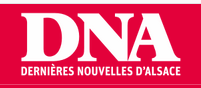 DNA
DERNIÈRES NOUVELLES D'ALSACE